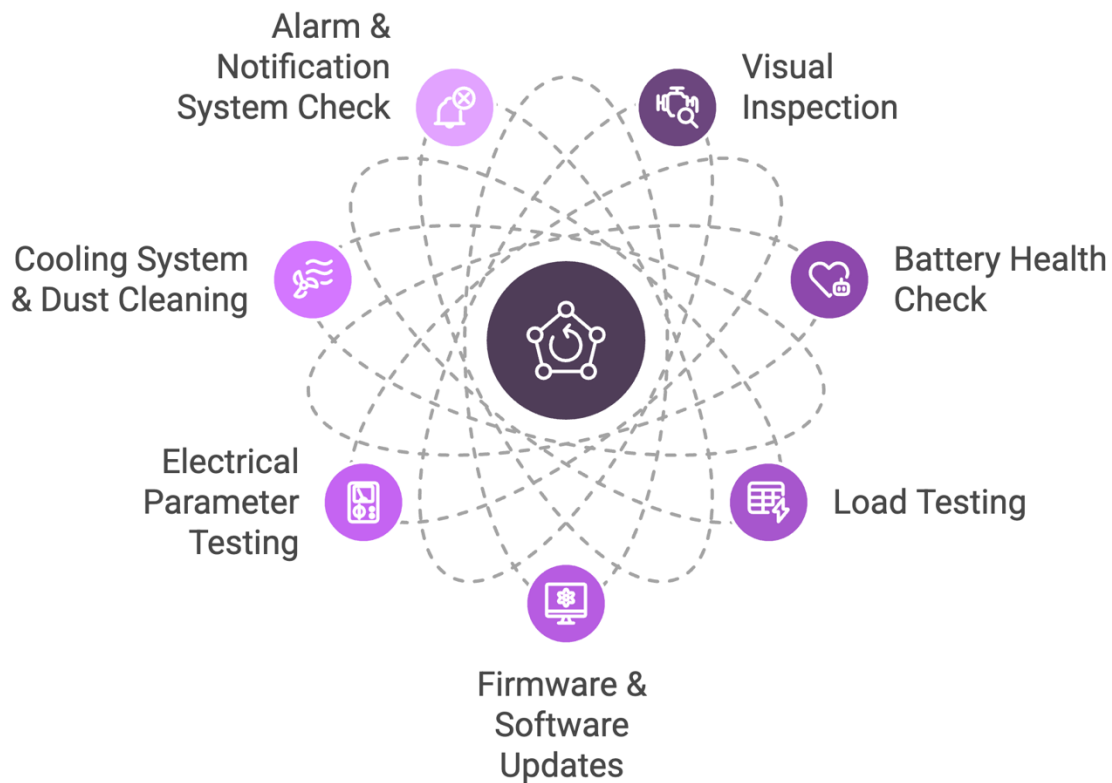 Alarm &
Notification
System Check
Visual
Inspection
Cooling System
& Dust Cleaning
Battery Health
Check
Electrical
Parameter
Testing
Load Testing
Firmware &
Software
Updates